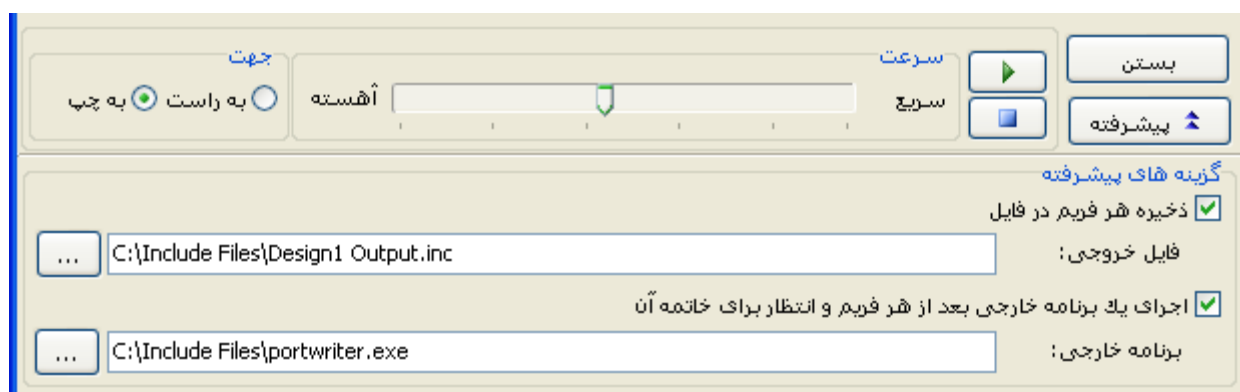 بستن
پیشرفته
سرعت
سریع
آهسته
جهت
به راست
به چپ
گزینه های پیشرفته
ذخیره هر فریم در فایل
فایل خروجی:
C:\Include Files\Design1 Output.inc
...
اجرای یك برنامه خارجی بعد از هر فریم و انتظار برای خاتمه آن
برنامه خارجی:
C:\Include Files\portwriter.exe
...